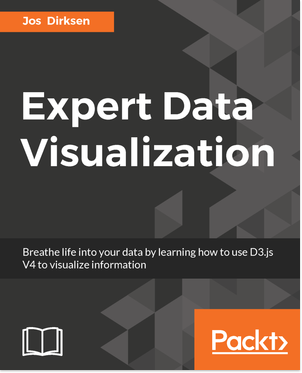 Jos Dirksen
Expert Data
Visualization
Breathe life into your data by learning how to use D3.js
V4 to visualize information
Packt>